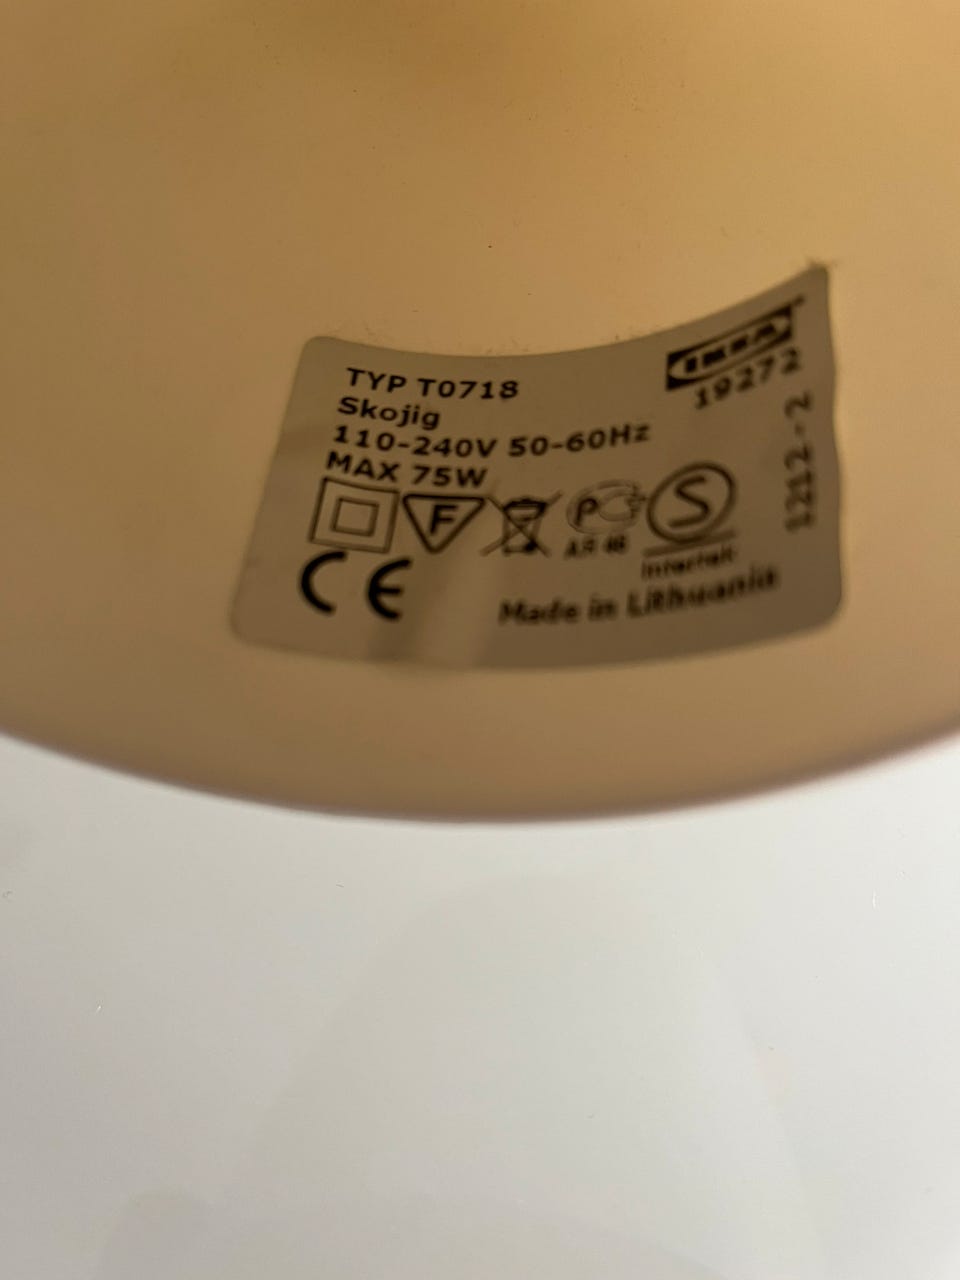 IKEA
19272
TYP T0718
Skojig
110-240V 50-60Hz
MAX 75W
F
S
Intertek
CE
Made in Lithuania
1212-2